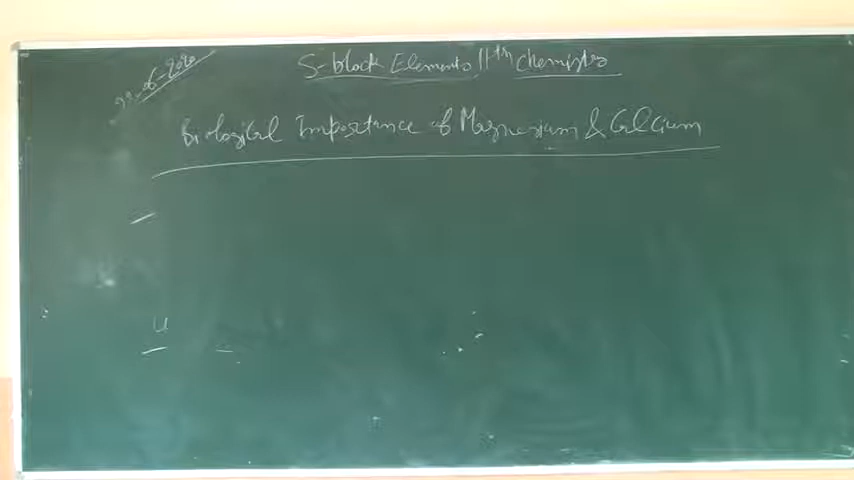 S-block Elements 11th Chemistry
Biological Importance of Magnesium & Calcium